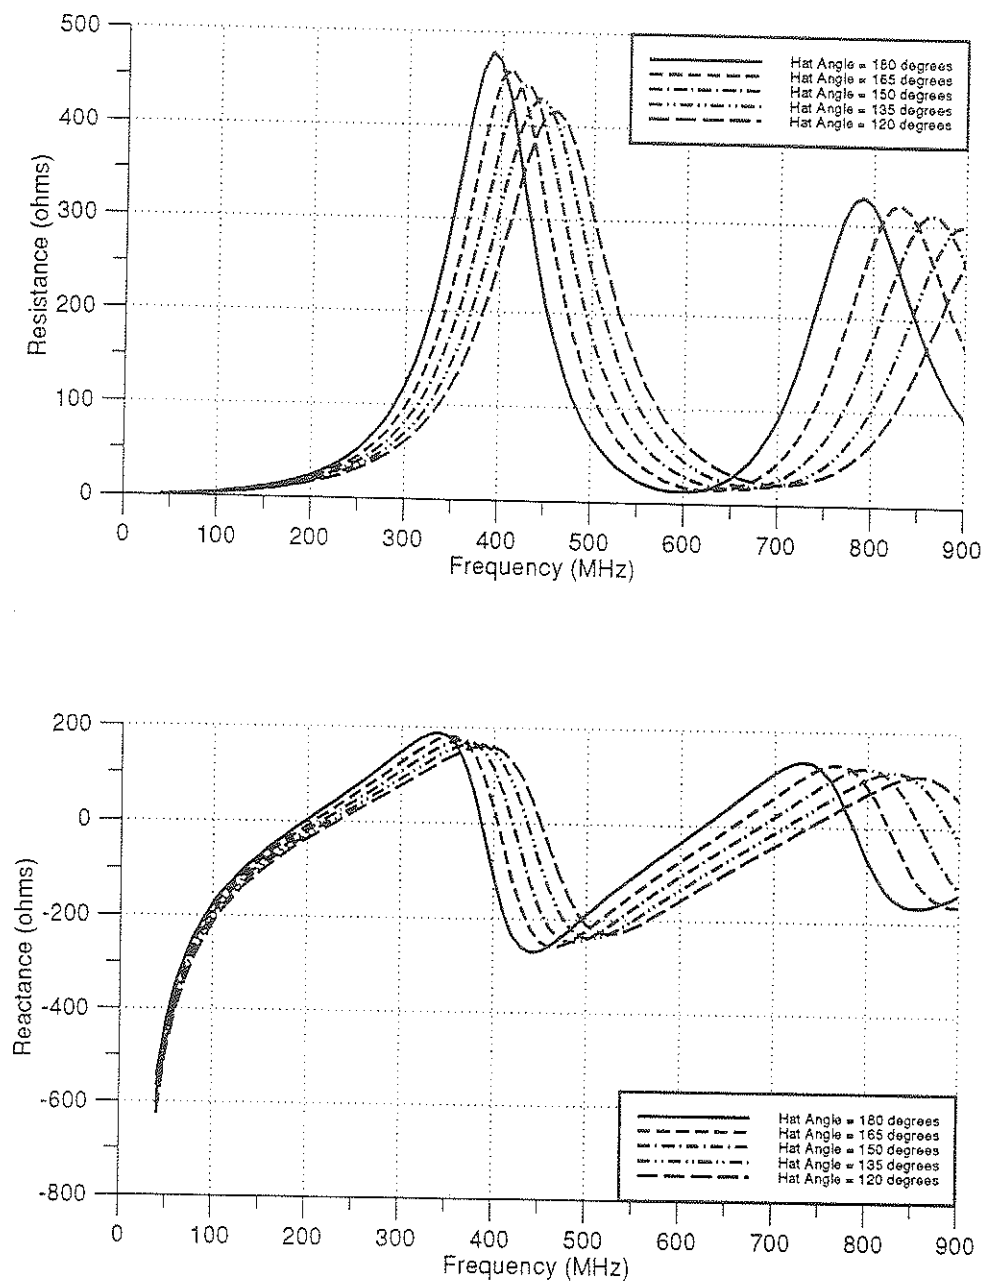 500
400
300
200
100
0
Resistance (ohms)
Hat Angle = 180 degrees
Hat Angle = 165 degrees
Hat Angle = 150 degrees
Hat Angle = 135 degrees
Hat Angle = 120 degrees
0 100 200 300 400 500 600 700 800 900
Frequency (MHz)
200
0
-200
-400
-600
-800
Reactance (ohms)
Hat Angle = 180 degrees
Hat Angle = 165 degrees
Hat Angle = 150 degrees
Hat Angle = 135 degrees
Hat Angle = 120 degrees
0 100 200 300 400 500 600 700 800 900
Frequency (MHz)